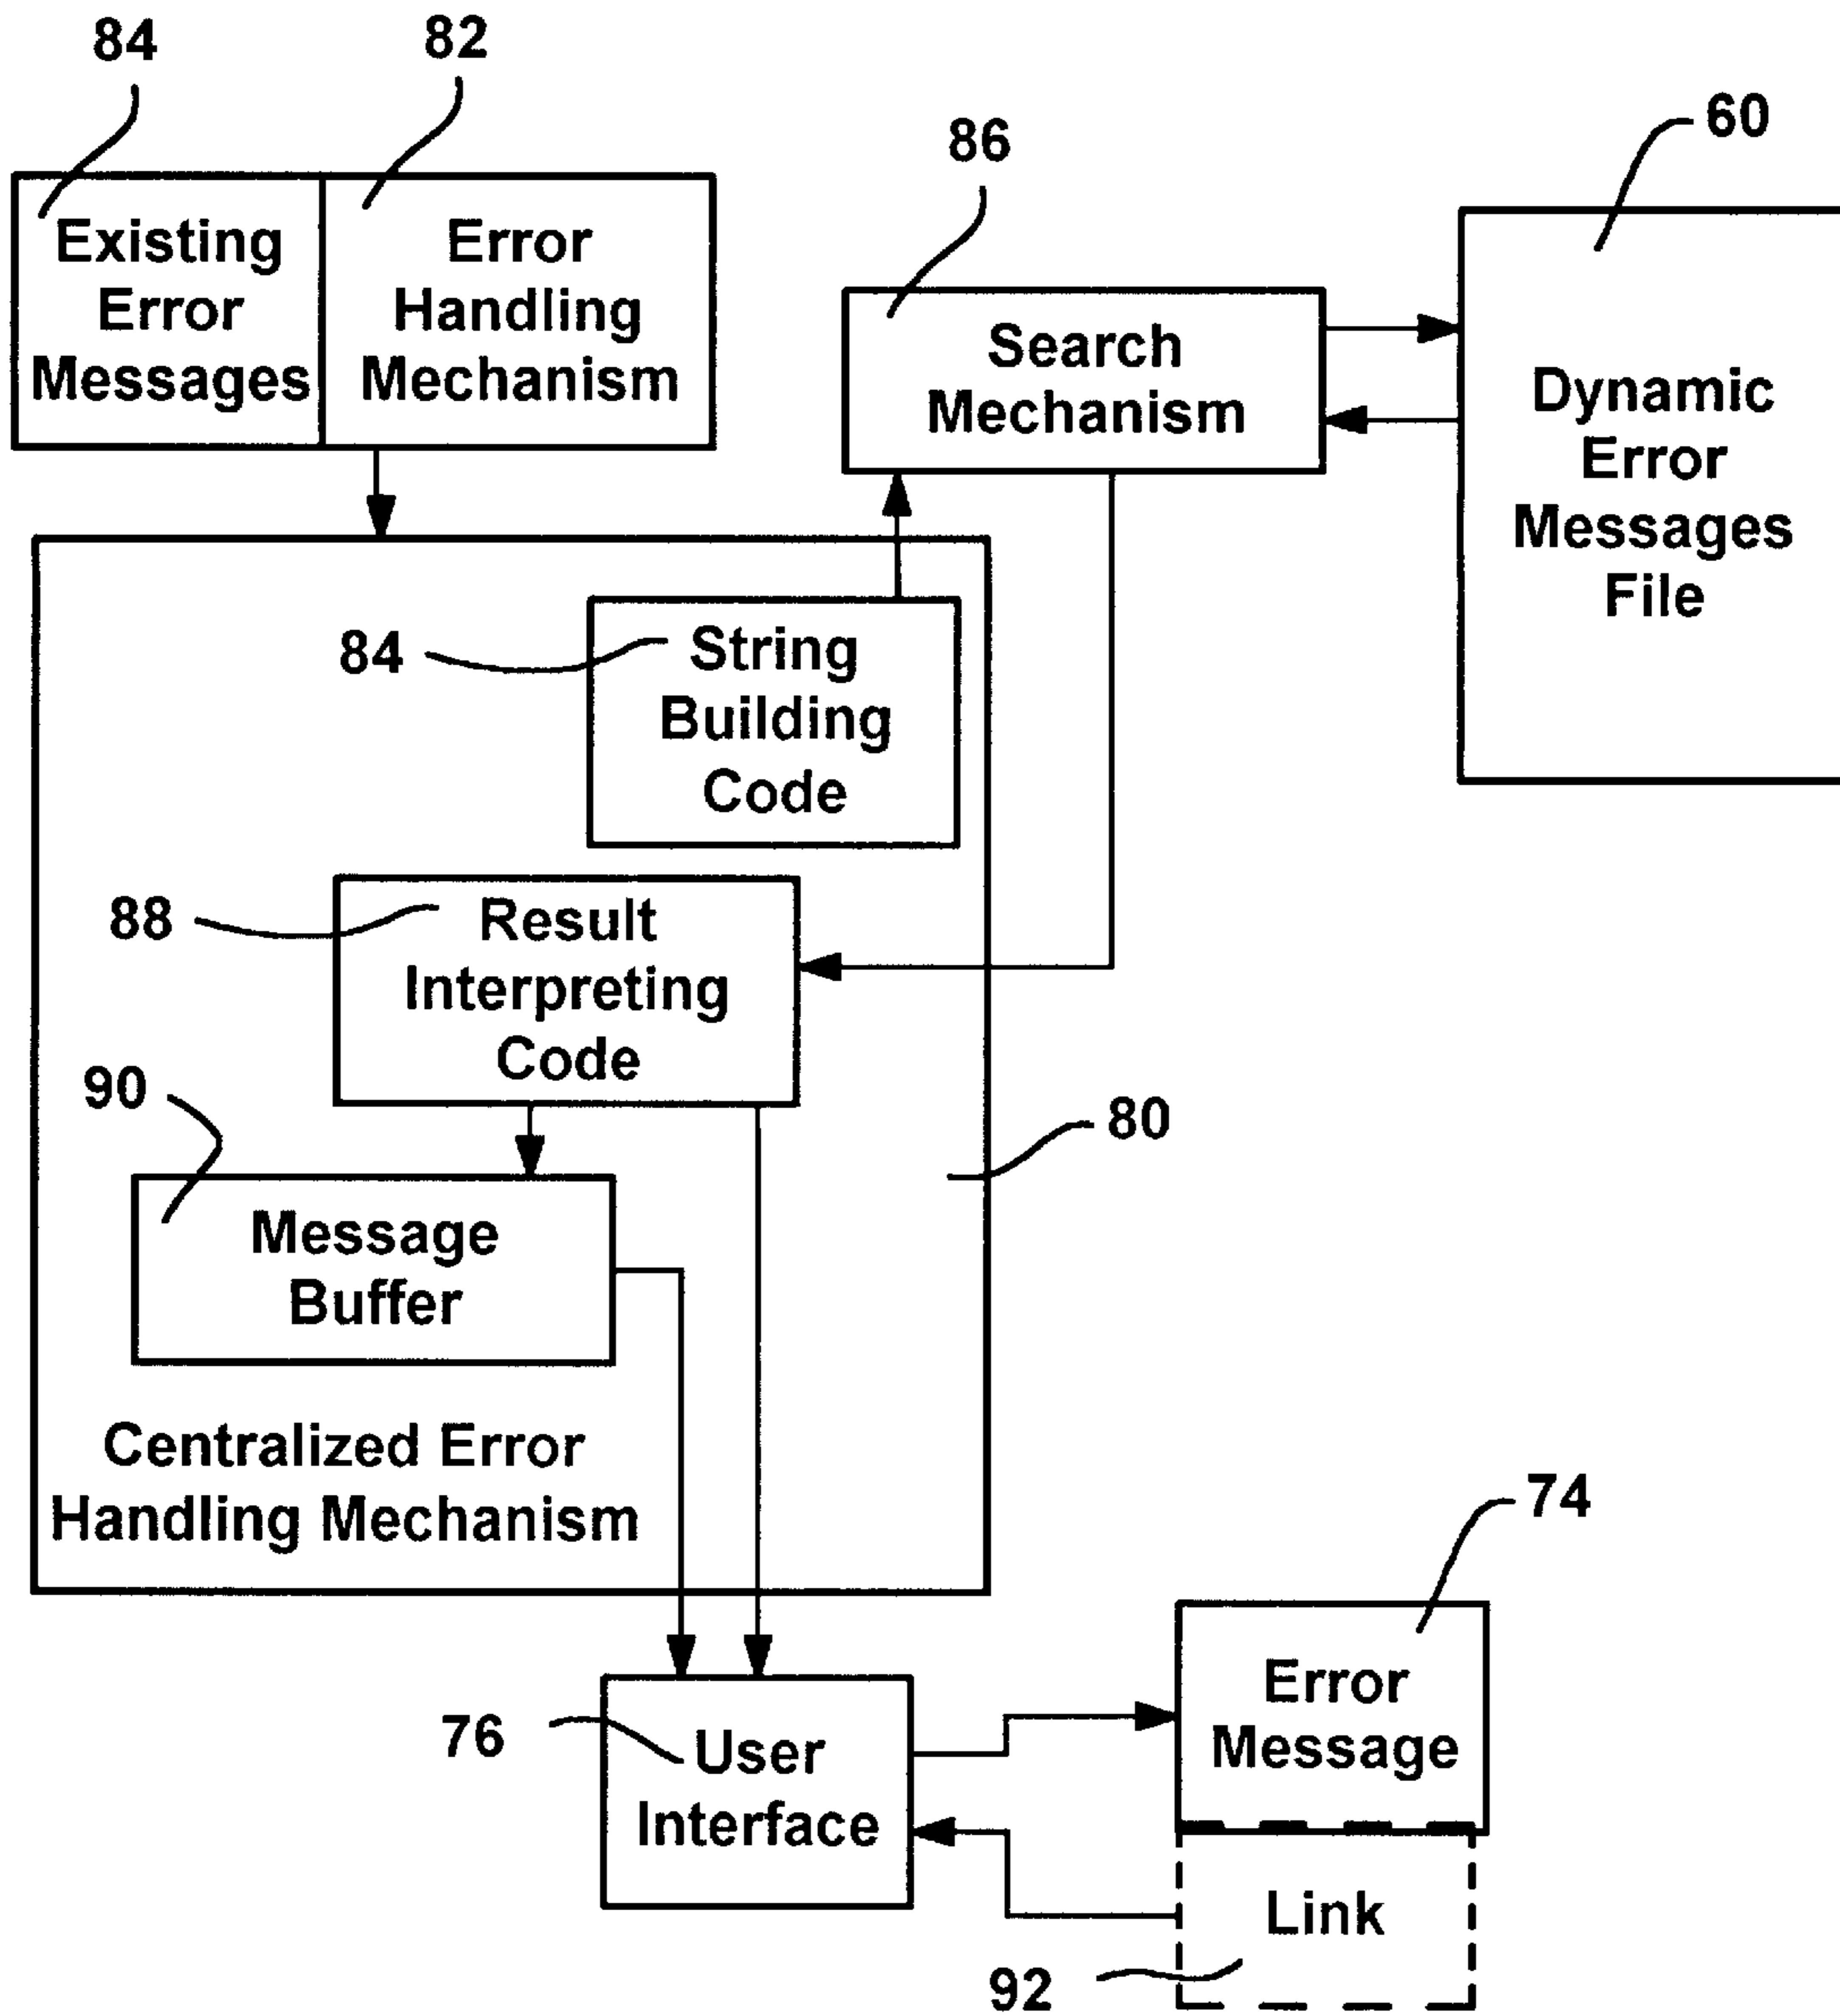 84
82
86
60
Existing
Error
Messages
Error
Handling
Mechanism
Search
Mechanism
Dynamic
Error
Messages
File
84
String
Building
Code
88
Result
Interpreting
Code
90
80
Message
Buffer
Centralized Error
Handling Mechanism
74
Error
Message
76
User
Interface
Link
92